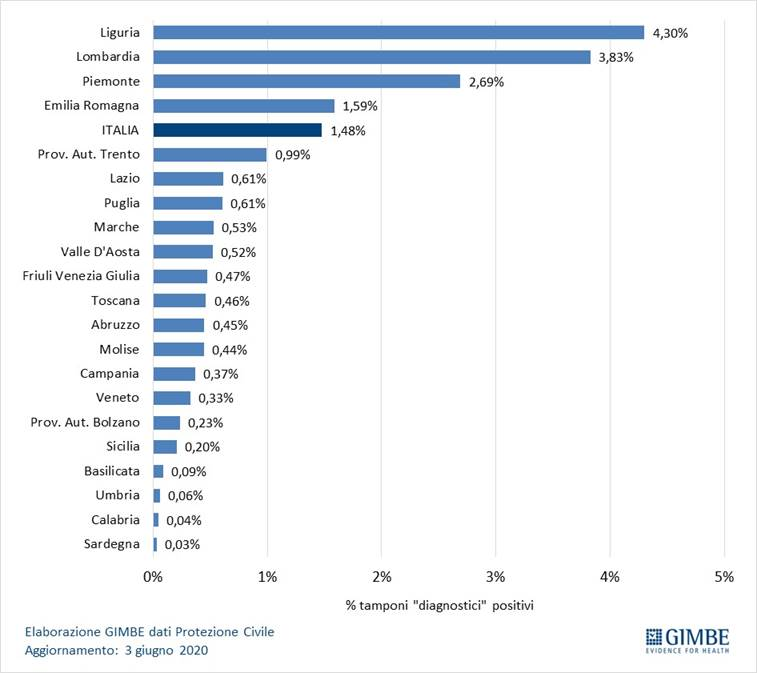 Liguria 4,30%
Lombardia 3,83%
Piemonte 2,69%
Emilia Romagna 1,59%
ITALIA 1,48%
Prov. Aut. Trento 0,99%
Lazio 0,61%
Puglia 0,61%
Marche 0,53%
Valle D'Aosta 0,52%
Friuli Venezia Giulia 0,47%
Toscana 0,46%
Abruzzo 0,45%
Molise 0,44%
Campania 0,37%
Veneto 0,33%
Prov. Aut. Bolzano 0,23%
Sicilia 0,20%
Basilicata 0,09%
Umbria 0,06%
Calabria 0,04%
Sardegna 0,03%
0% 1% 2% 3% 4% 5%
% tamponi "diagnostici" positivi
Elaborazione GIMBE dati Protezione Civile
Aggiornamento: 3 giugno 2020
GIMBE
EVIDENCE FOR HEALTH